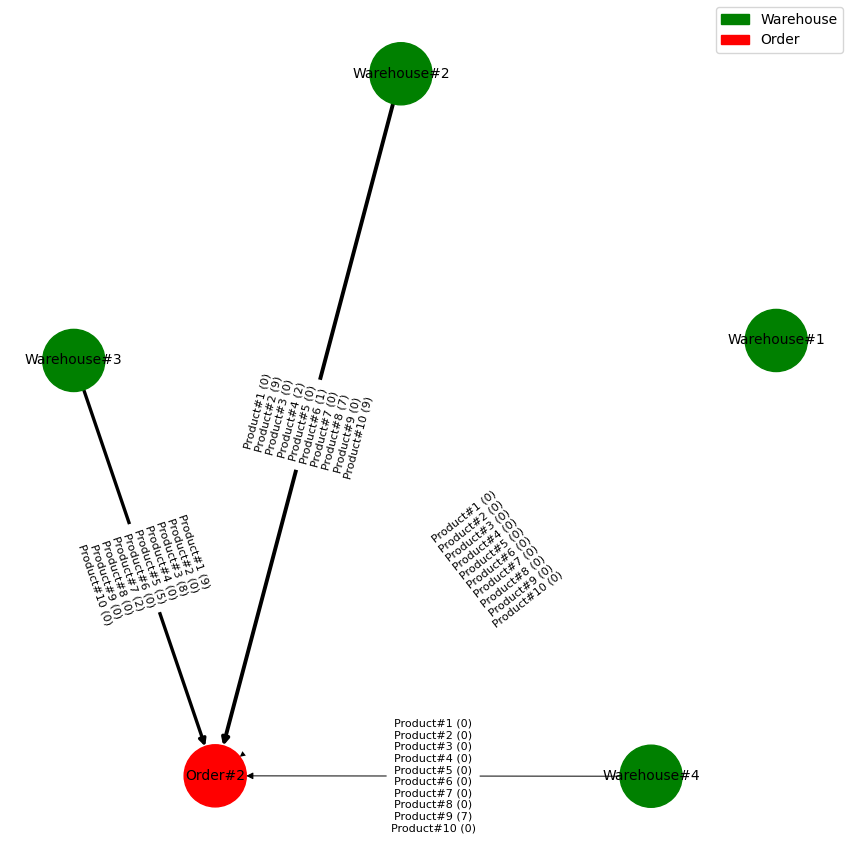 Warehouse
Order
Warehouse#2
Warehouse#1
Warehouse#3
Product#1 (0)
Product#2 (9)
Product#3 (0)
Product#4 (2)
Product#5 (0)
Product#6 (1)
Product#7 (0)
Product#8 (7)
Product#9 (0)
Product#10 (9)
Product#1 (9)
Product#2 (0)
Product#3 (8)
Product#4 (0)
Product#5 (5)
Product#6 (0)
Product#7 (2)
Product#8 (0)
Product#9 (0)
Product#10 (0)
Product#1 (0)
Product#2 (0)
Product#3 (0)
Product#4 (0)
Product#5 (0)
Product#6 (0)
Product#7 (0)
Product#8 (0)
Product#9 (0)
Product#10 (0)
Product#1 (0)
Product#2 (0)
Product#3 (0)
Product#4 (0)
Product#5 (0)
Product#6 (0)
Product#7 (0)
Product#8 (0)
Product#9 (7)
Product#10 (0)
Order#2
Warehouse#4